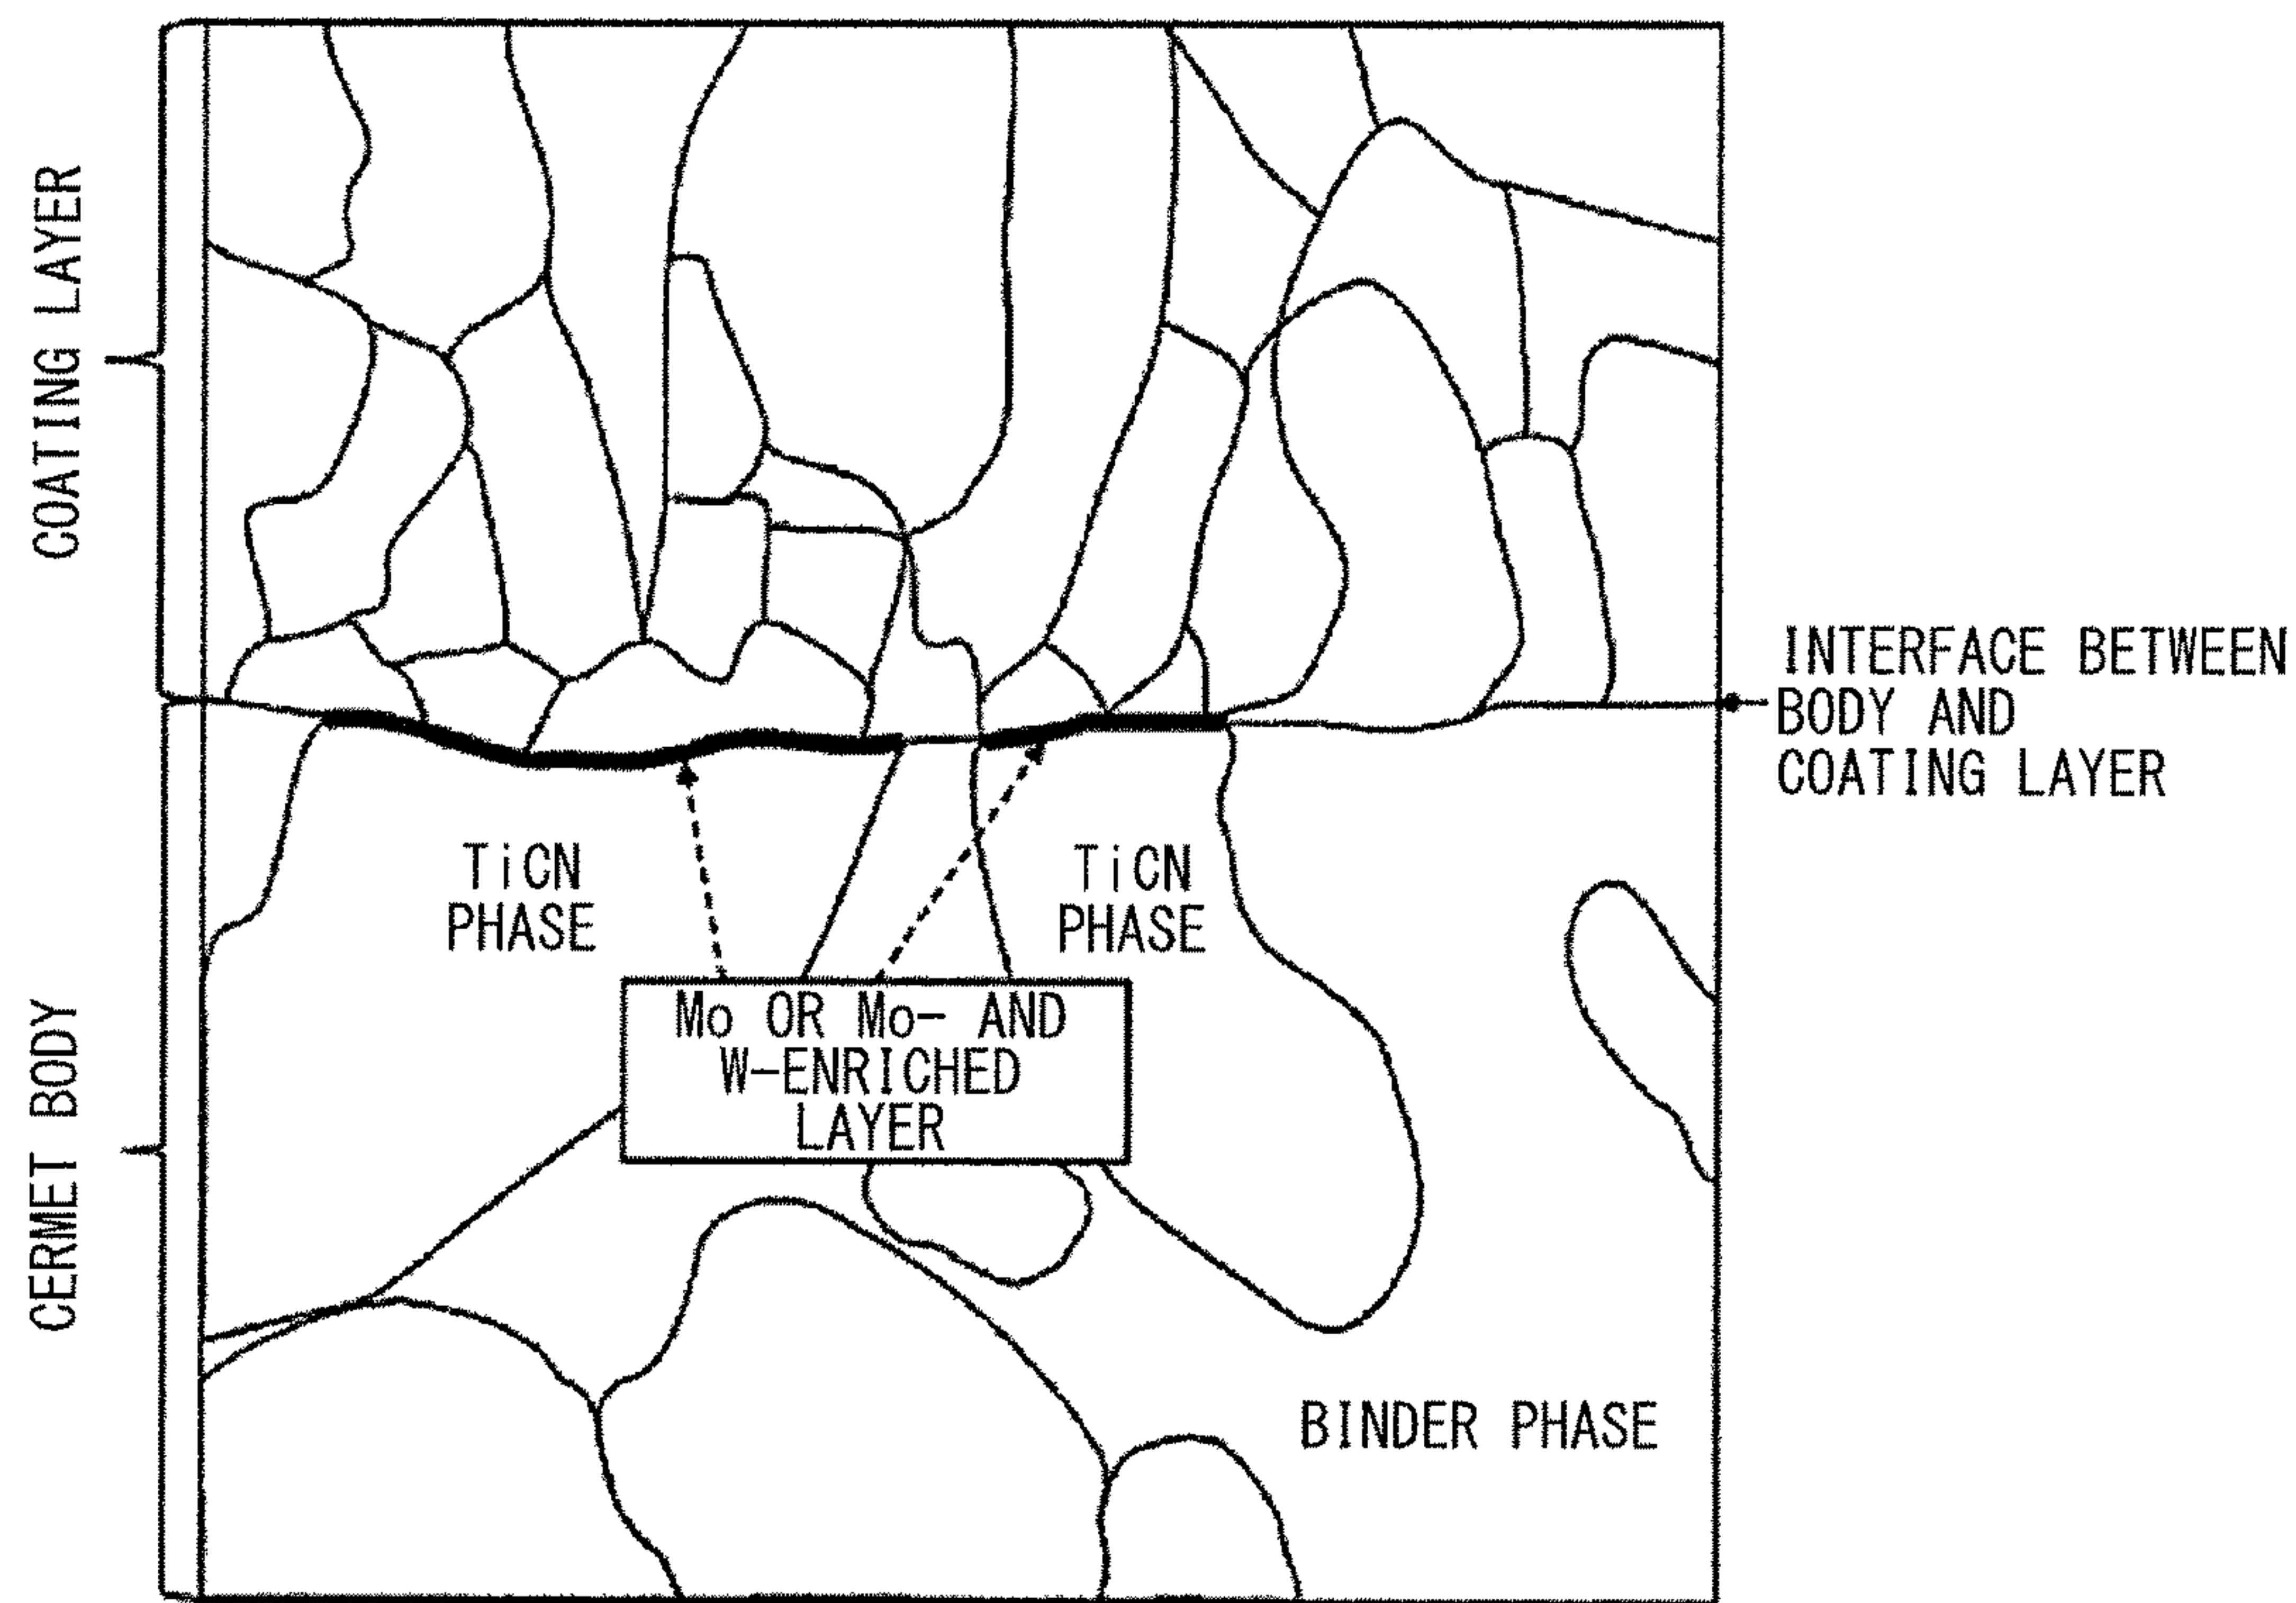 COATING LAYER
INTERFACE BETWEEN
BODY AND
COATING LAYER
TiCN
PHASE
TiCN
PHASE
Mo OR Mo- AND
W-ENRICHED
LAYER
CERMET BODY
BINDER PHASE